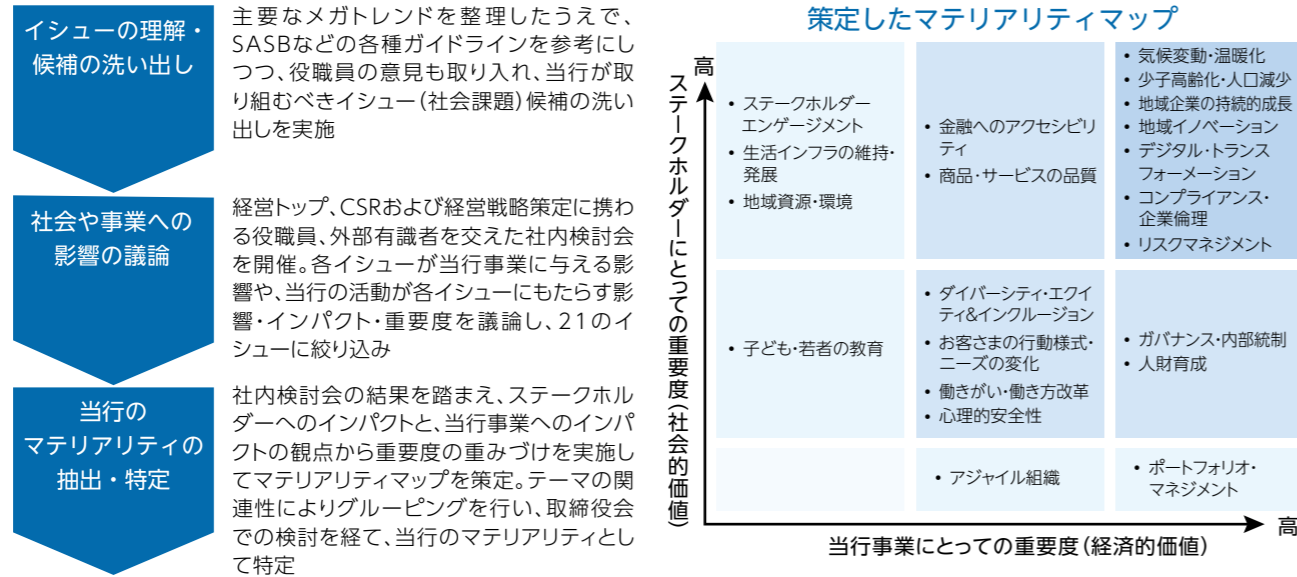 イシューの理解・
候補の洗い出し
主要なメガトレンドを整理したうえで、
SASBなどの各種ガイドラインを参考にし
つつ、役職員の意見も取り入れ、当行が取
り組むべきイシュー（社会課題）候補の洗い
出しを実施
社会や事業への
影響の議論
経営トップ、CSRおよび経営戦略策定に携わ
る役職員、外部有識者を交えた社内検討会
を開催。各イシューが当行事業に与える影
響や、当行の活動が各イシューにもたらす影
響・インパクト・重要度を議論し、21のイ
シューに絞り込み
当行の
マテリアリティの
抽出・特定
社内検討会の結果を踏まえ、ステークホル
ダーへのインパクトと、当行事業へのインパ
クトの観点から重要度の重みづけを実施し
てマテリアリティマップを策定。テーマの関
連性によりグルーピングを行い、取締役会
での検討を経て、当行のマテリアリティとし
て特定
策定したマテリアリティマップ
高
ステークホルダーにとっての重要度（社会的価値）
• ステークホルダー
エンゲージメント
• 生活インフラの維持・
発展
• 地域資源・環境
• 金融へのアクセシビリ
ティ
• 商品・サービスの品質
• 気候変動・温暖化
• 少子高齢化・人口減少
• 地域企業の持続的成長
• 地域イノベーション
• デジタル・トランス
フォーメーション
• コンプライアンス・
企業倫理
• リスクマネジメント
• 子ども・若者の教育
• ダイバーシティ・エクイ
ティ&インクルージョン
• お客さまの行動様式・
ニーズの変化
• 働きがい・働き方改革
• 心理的安全性
• ガバナンス・内部統制
• 人財育成
• アジャイル組織
• ポートフォリオ・
マネジメント
高
当行事業にとっての重要度（経済的価値）